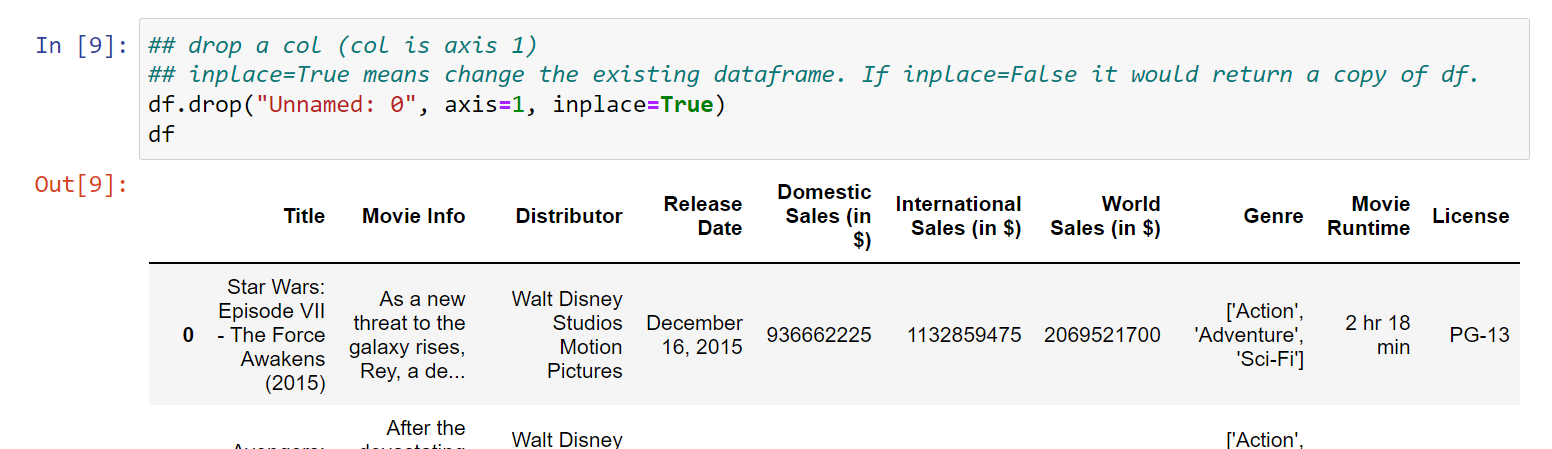 In [9]:
## drop a col (col is axis 1)
## inplace=True means change the existing dataframe. If inplace=False it would return a copy of df.
df.drop("Unnamed: 0", axis=1, inplace=True)
df
Out[9]:
Title
Movie Info
Distributor
Release
Date
Domestic
Sales (in
$)
International
Sales (in $)
World
Sales (in $)
Genre
Movie
Runtime
License
0
Star Wars:
Episode VII
- The Force
Awakens
(2015)
As a new
threat to the
galaxy rises,
Rey, a de...
Walt Disney
Studios
Motion
Pictures
December
16, 2015
936662225
1132859475
2069521700
['Action',
'Adventure',
'Sci-Fi']
2 hr 18
min
PG-13
After the
Walt Disney
['Action',